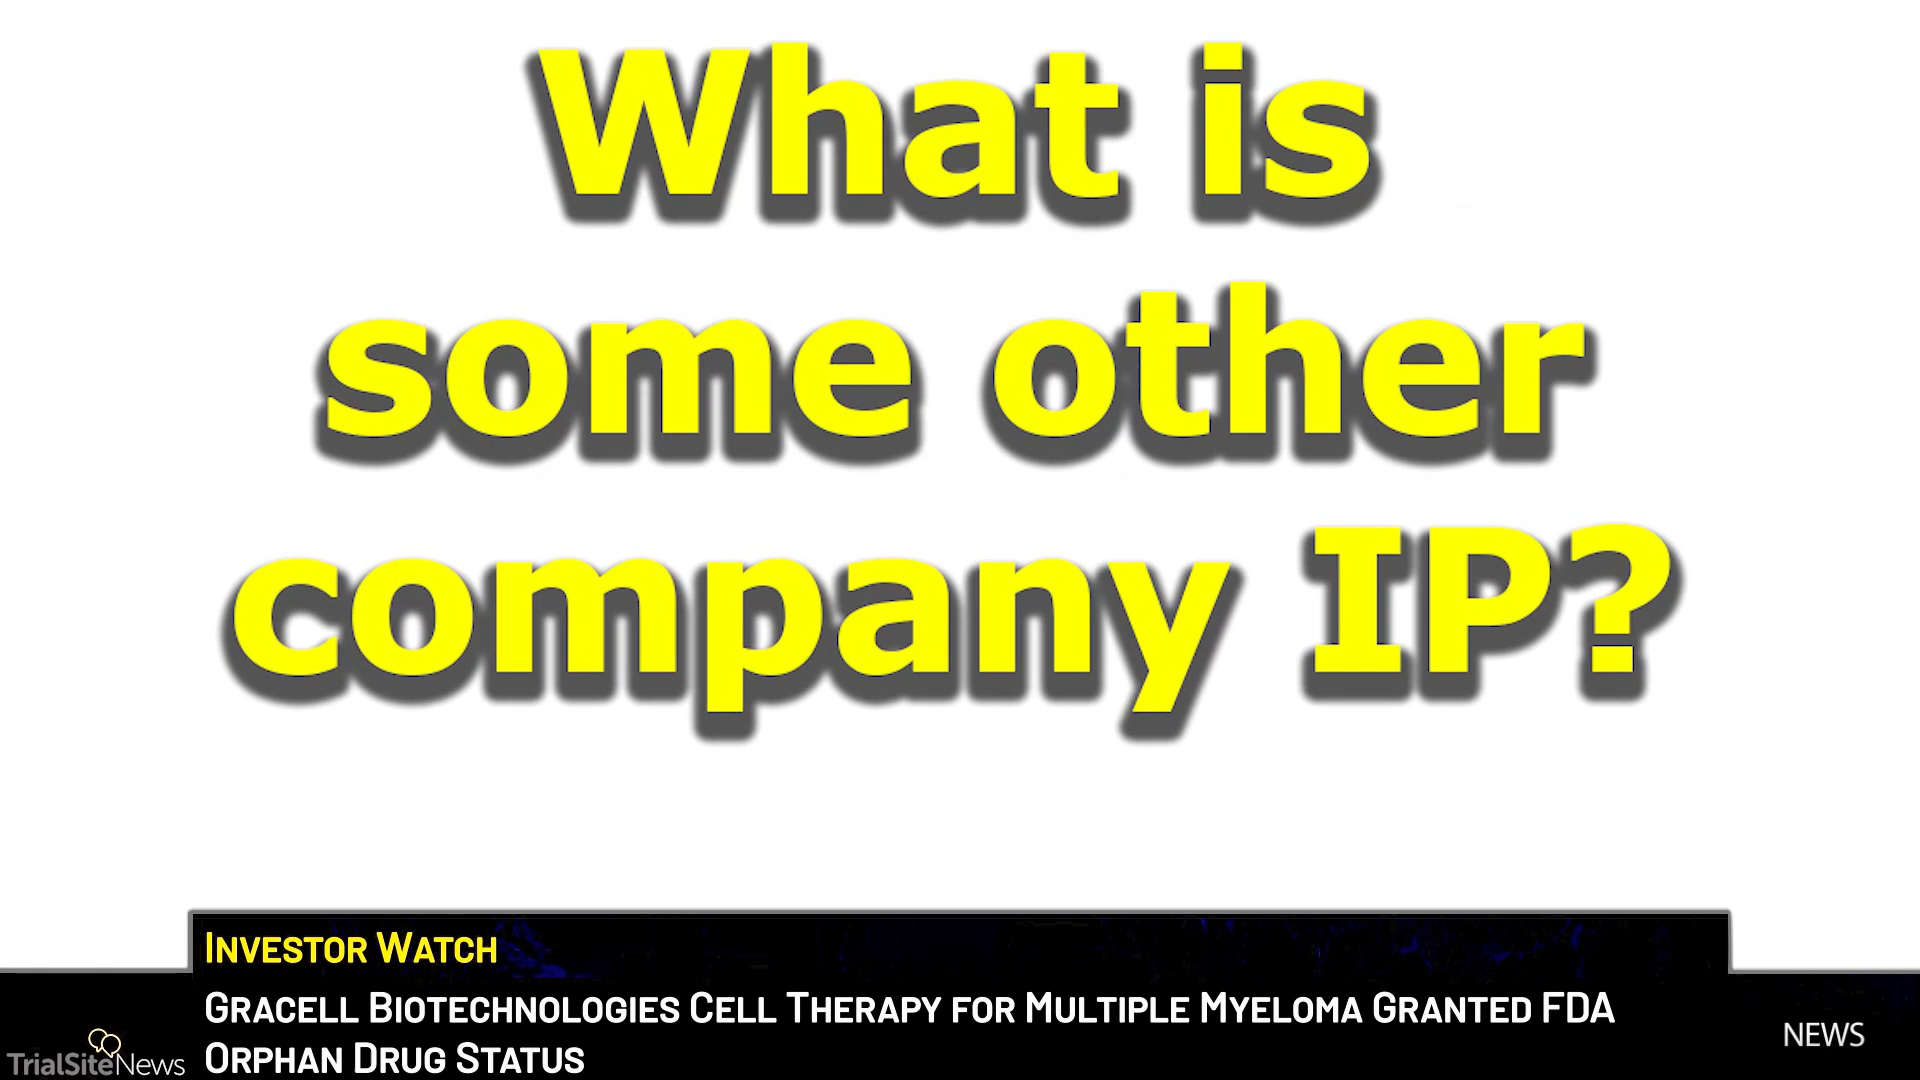 What is
some other
company IP?
INVESTOR WATCH
GRACELL BIOTECHNOLOGIES CELL THERAPY FOR MULTIPLE MYELOMA GRANTED FDA
ORPHAN DRUG STATUS
TrialSiteNews
NEWS